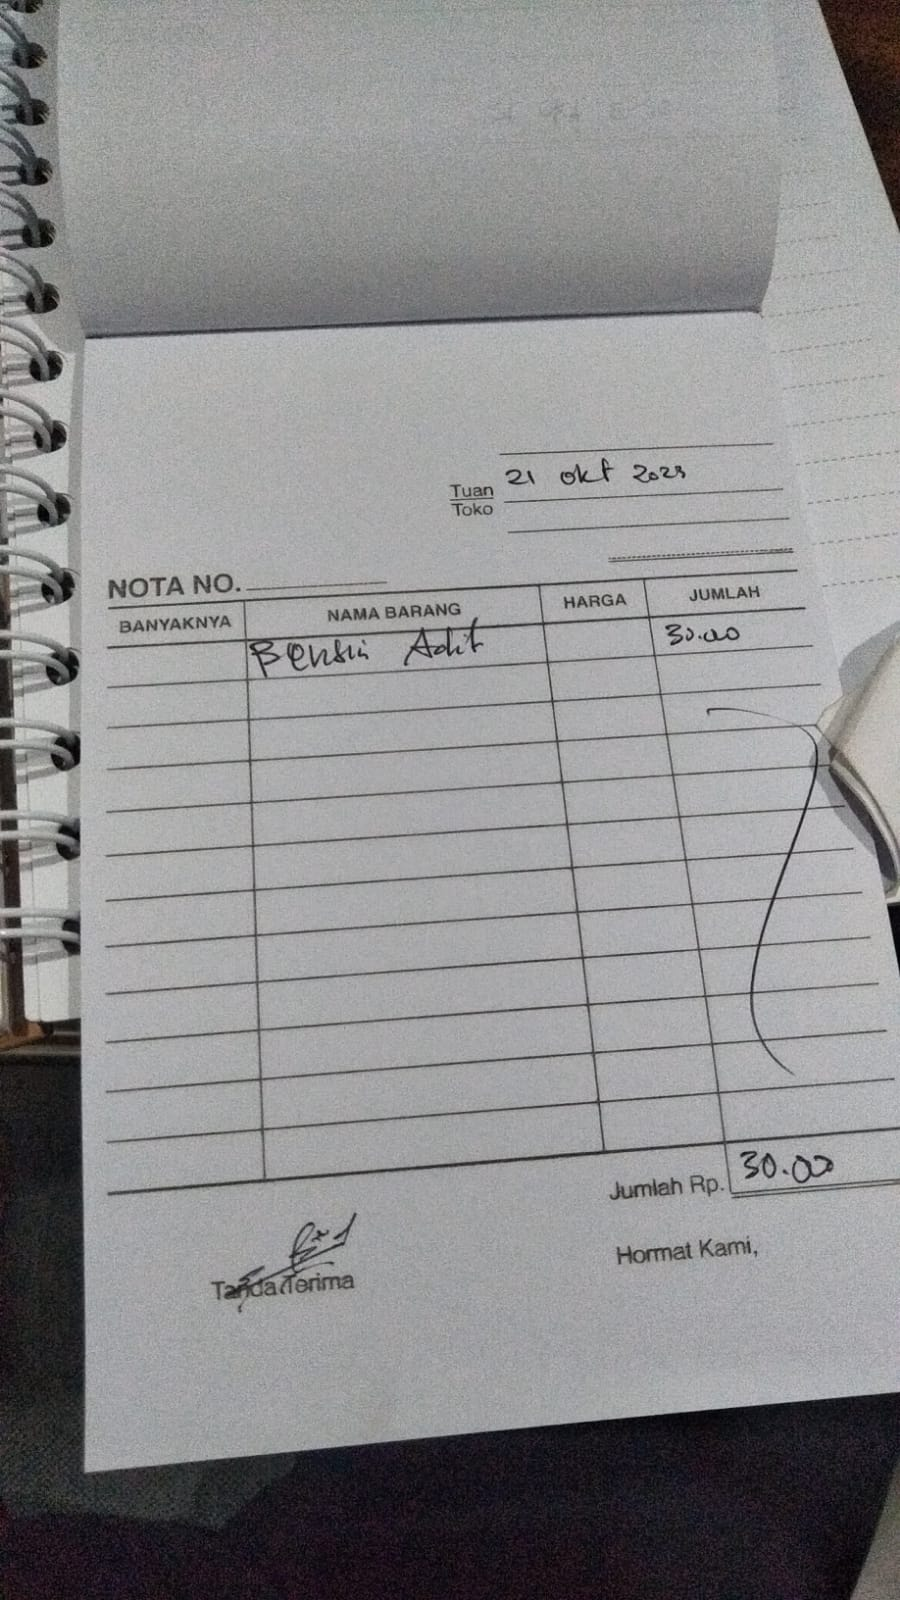 21 okt 2023
Tuan
Toko
NOTA NO.
BANYAKNYA NAMA BARANG HARGA JUMLAH
Bensin Adit 30.00
Jumlah Rp. 30.00
Tanda Terima Hormat Kami,